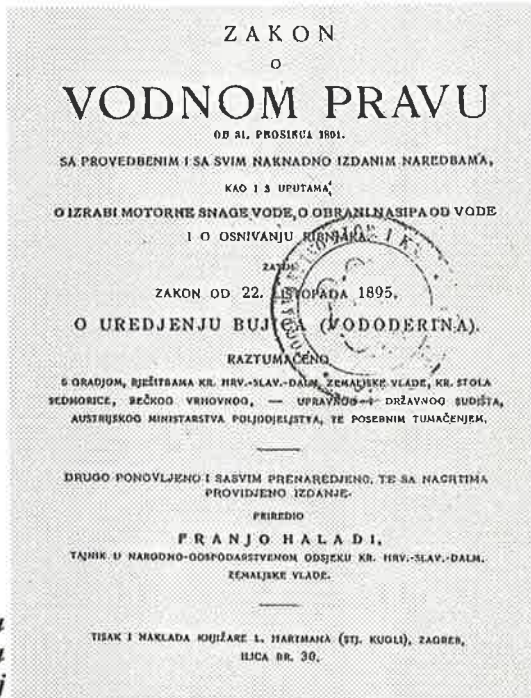 ZAKON
O
VODNOM PRAVU
OD 31. PROSINCA 1891.
SA PROVEDBENIM I SA SVIM NAKNADNO IZDANIM NAREDBAMA,
KAO I S UPUTAMA
O IZRABI MOTORNE SNAGE VODE, O OBRANI NASIPA OD VODE
I O OSNIVANJU RIBNJAKA
ZATIM
ZAKON OD 22. LISTOPADA 1895.
O UREDJENJU BUJICA (VODODERINA).
RAZTUMAČENO
S GRADJOM, RJEŠITBAMA KR. HRV.-SLAV.-DALM. ZEMALJSKE VLADE, KR. STOLA
SEDMORICE, BEČKOG VRHOVNOG, — UPRAVNOG I DRŽAVNOG SUDIŠTA,
AUSTRIJSKOG MINISTARSTVA POLJODJELJSTVA, TE POSEBNIM TUMAČENJEM.
DRUGO PONOVLJENO I SASVIM PRENAREDJENO, TE SA NACRTIMA
PROVIDJENO IZDANJE.
PRIREDIO
FRANJO HALADI,
TAJNIK U NARODNO-GOSPODARSTVENOM ODSJEKU KR. HRV.-SLAV.-DALM.
ZEMALJSKE VLADE.
TISAK I NAKLADA KNJIŽARE L. HARTMANA (STJ. KUGLI), ZAGREB,
ILICA BR. 30.